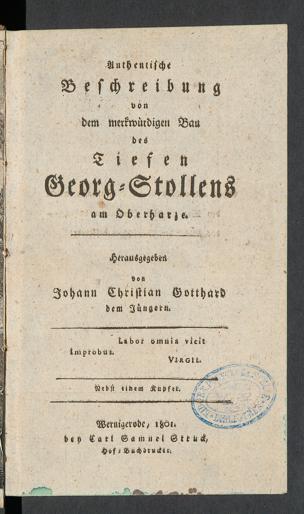 Authentische
Beschreibung
von
dem merkwürdigen Bau
des
Tiefen
Georg-Stollens
am Oberharze.
Herausgegeben
von
Johann Christian Gotthard
dem Jüngern.
Labor omnia vicit
improbus.
VIRGIL.
Nebst einem Kupfer.
Wernigerode, 1801.
bey Carl Samuel Struck,
Hof-Buchdrucker.